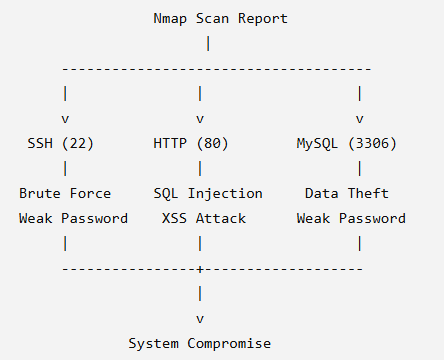 Nmap Scan Report
|
-------------------------------------
| | |
v v v
SSH (22) HTTP (80) MySQL (3306)
| | |
Brute Force SQL Injection Data Theft
Weak Password XSS Attack Weak Password
| | |
----------------+-------------------
|
v
System Compromise